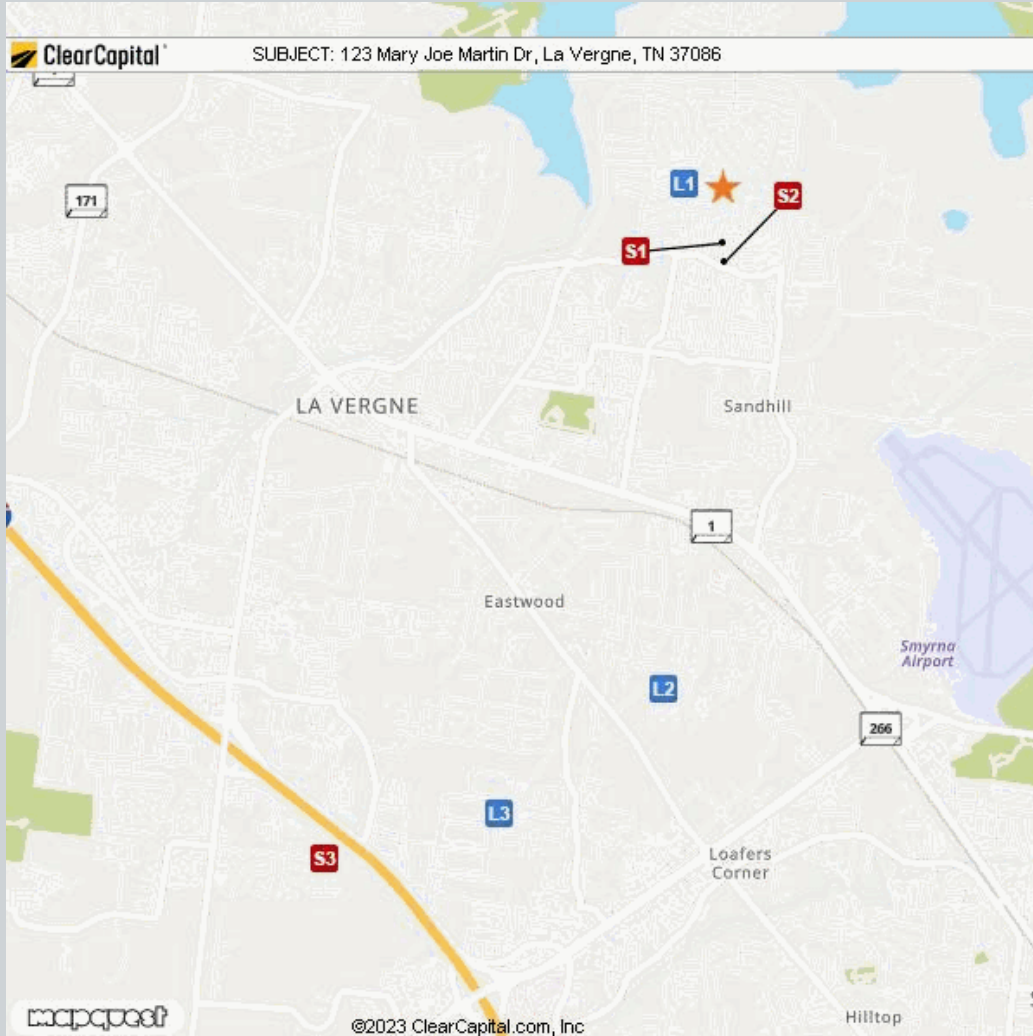 ClearCapital
SUBJECT: 123 Mary Joe Martin Dr, La Vergne, TN 37086
L1
S2
171
S1
LA VERGNE
Sandhill
1
Eastwood
Smyrna
Airport
L2
266
L3
S3
Loafers
Corner
Hilltop
mapquest
©2023 ClearCapital.com, Inc